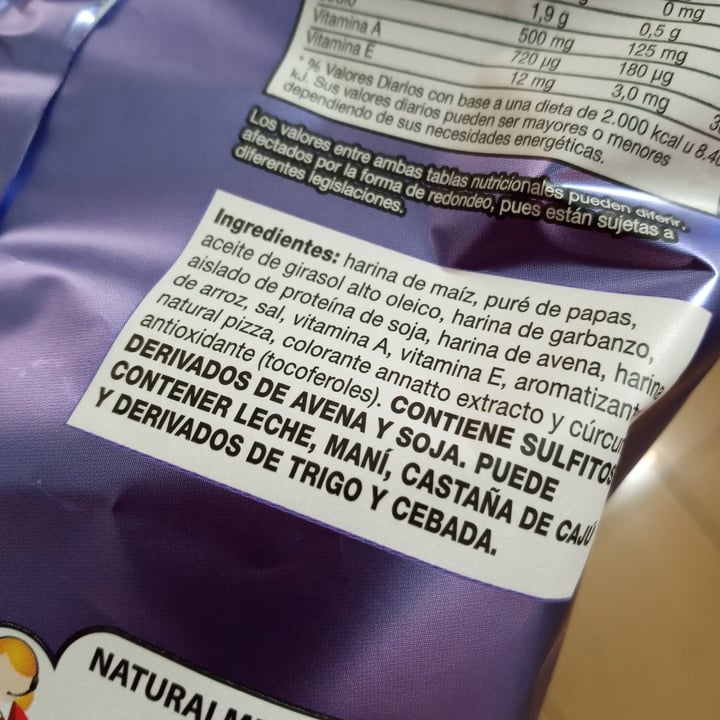 0 mg
1,9 g 0,5 g
Vitamina A 500 mg 125 mg
Vitamina E 720 µg 180 µg
12 mg 3,0 mg
* % Valores Diarios con base a una dieta de 2.000 kcal u 8.4
kJ. Sus valores diarios pueden ser mayores o menores
dependiendo de sus necesidades energéticas.
Los valores entre ambas tablas nutricionales pueden diferir,
afectados por la forma de redondeo, pues están sujetas a
diferentes legislaciones.
Ingredientes: harina de maíz, puré de papas,
aceite de girasol alto oleico, harina de garbanzo,
aislado de proteína de soja, harina de avena, harina
de arroz, sal, vitamina A, vitamina E, aromatizant
natural pizza, colorante annatto extracto y cúrcu
antioxidante (tocoferoles). CONTIENE SULFITOS
DERIVADOS DE AVENA Y SOJA. PUEDE
CONTENER LECHE, MANÍ, CASTAÑA DE CAJÚ
Y DERIVADOS DE TRIGO Y CEBADA.
NATURAL